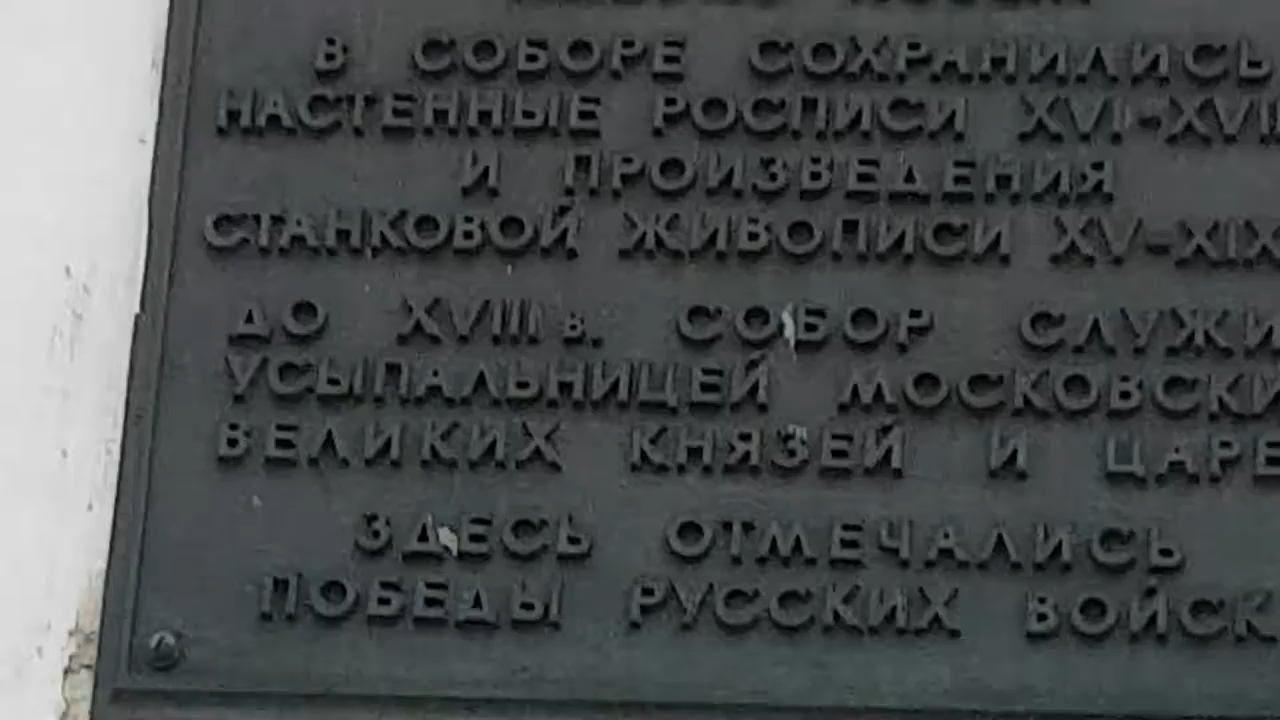 В СОБОРЕ СОХРАНИЛИСЬ
НАСТЕННЫЕ РОСПИСИ XVI-XVII
И ПРОИЗВЕДЕНИЯ
СТАНКОВОЙ ЖИВОПИСИ XV-XIX
ДО XVIII в. СОБОР СЛУЖИ
УСЫПАЛЬНИЦЕЙ МОСКОВСКИ
ВЕЛИКИХ КНЯЗЕЙ И ЦАРЕ
ЗДЕСЬ ОТМЕЧАЛИСЬ
ПОБЕДЫ РУССКИХ ВОЙСК